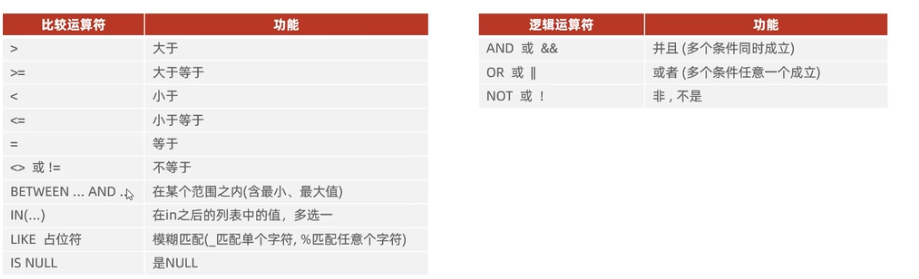 比较运算符 功能
> 大于
>= 大于等于
< 小于
<= 小于等于
= 等于
<> 或 != 不等于
BETWEEN ... AND .. 在某个范围之内(含最小、最大值)
IN(...) 在in之后的列表中的值，多选一
LIKE 占位符 模糊匹配(_匹配单个字符, %匹配任意个字符)
IS NULL 是NULL
逻辑运算符 功能
AND 或 && 并且 (多个条件同时成立)
OR 或 || 或者 (多个条件任意一个成立)
NOT 或 ! 非 , 不是